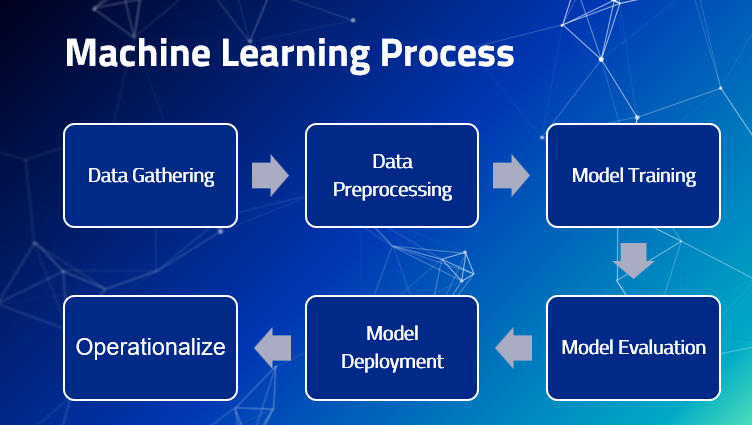 Machine Learning Process
Data Gathering
Data
Preprocessing
Model Training
Model Evaluation
Model
Deployment
Operationalize